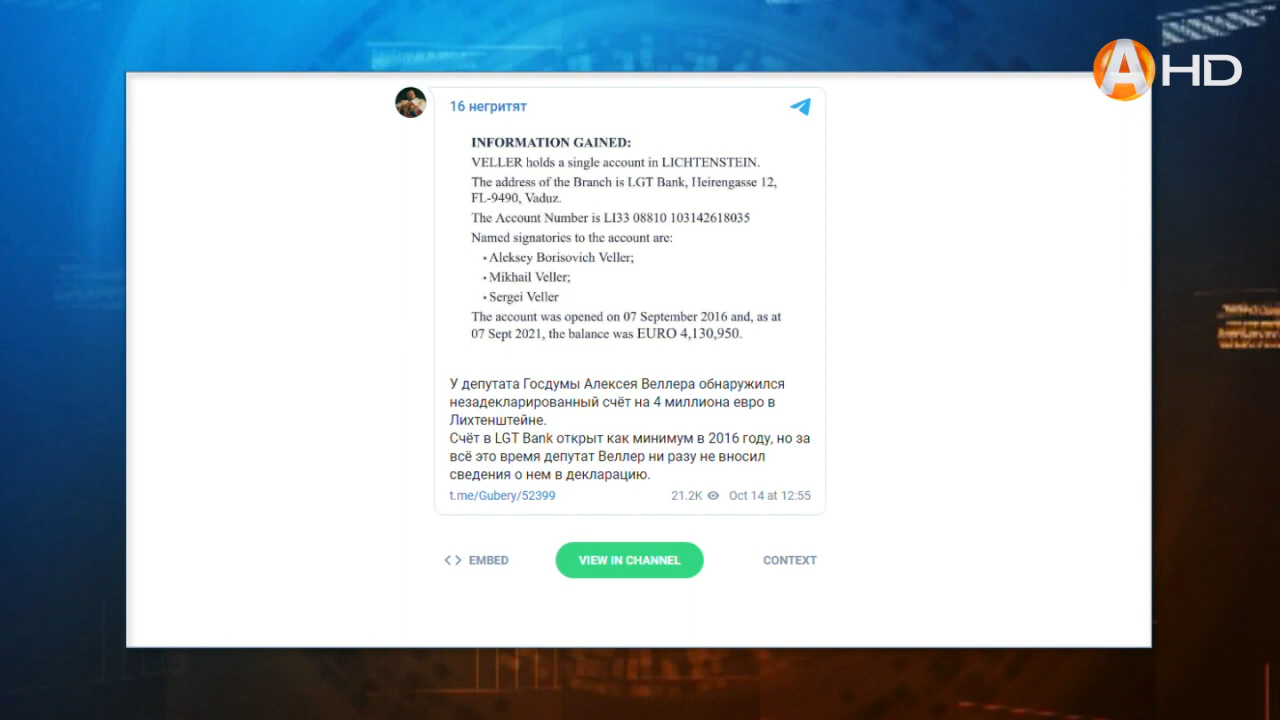 A HD
16 негритят
INFORMATION GAINED:
VELLER holds a single account in LICHTENSTEIN.
The address of the Branch is LGT Bank, Heirengasse 12,
FL-9490, Vaduz.
The Account Number is LI33 08810 103142618035
Named signatories to the account are:
• Aleksey Borisovich Veller;
• Mikhail Veller;
• Sergei Veller
The account was opened on 07 September 2016 and, as at
07 Sept 2021, the balance was EURO 4,130,950.
У депутата Госдумы Алексея Веллера обнаружился
незадекларированный счёт на 4 миллиона евро в
Лихтенштейне.
Счёт в LGT Bank открыт как минимум в 2016 году, но за
всё это время депутат Веллер ни разу не вносил
сведения о нем в декларацию.
t.me/Gubery/52399 21.2K Oct 14 at 12:55
<> EMBED VIEW IN CHANNEL CONTEXT